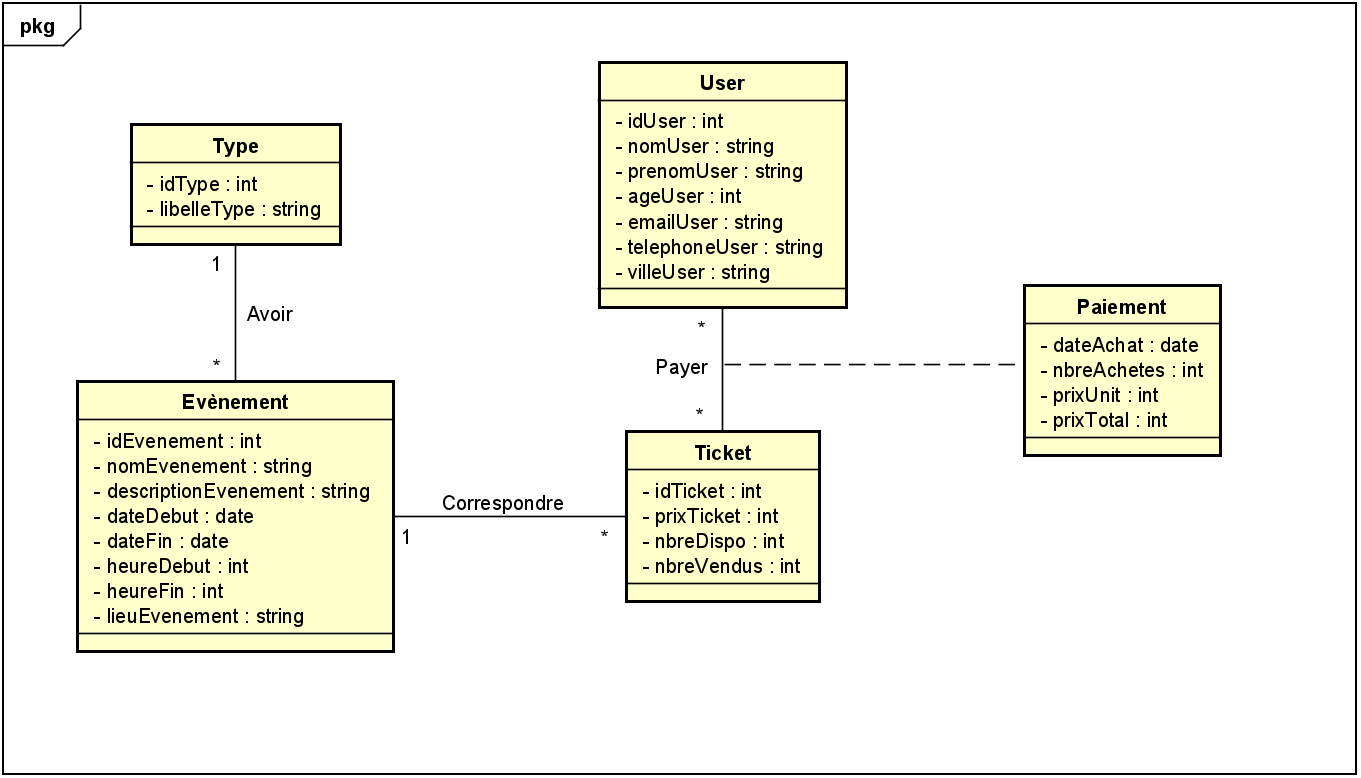 pkg
User
- idUser : int
- nomUser : string
- prenomUser : string
- ageUser : int
- emailUser : string
- telephoneUser : string
- villeUser : string
Type
- idType : int
- libelleType : string
1
Avoir
*
Evènement
- idEvenement : int
- nomEvenement : string
- descriptionEvenement : string
- dateDebut : date
- dateFin : date
- heureDebut : int
- heureFin : int
- lieuEvenement : string
*
Payer
*
Paiement
- dateAchat : date
- nbreAchetes : int
- prixUnit : int
- prixTotal : int
Correspondre
1
*
Ticket
- idTicket : int
- prixTicket : int
- nbreDispo : int
- nbreVendus : int